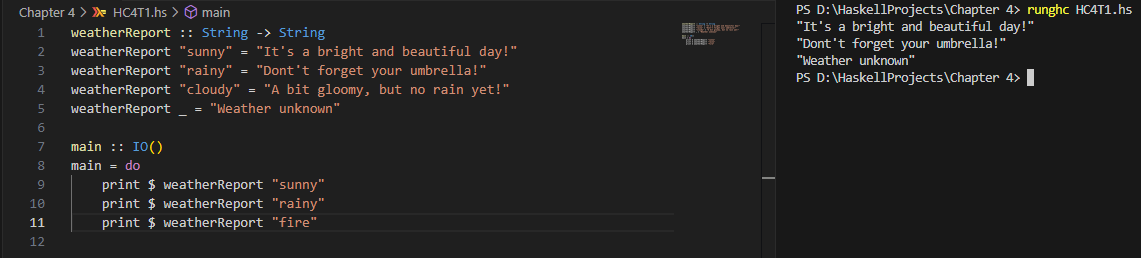 Chapter 4 > HC4T1.hs > main
1 weatherReport :: String -> String
2 weatherReport "sunny" = "It's a bright and beautiful day!"
3 weatherReport "rainy" = "Dont't forget your umbrella!"
4 weatherReport "cloudy" = "A bit gloomy, but no rain yet!"
5 weatherReport _ = "Weather unknown"
6
7 main :: IO()
8 main = do
9     print $ weatherReport "sunny"
10     print $ weatherReport "rainy"
11     print $ weatherReport "fire"
12
PS D:\HaskellProjects\Chapter 4> runghc HC4T1.hs
"It's a bright and beautiful day!"
"Dont't forget your umbrella!"
"Weather unknown"
PS D:\HaskellProjects\Chapter 4>